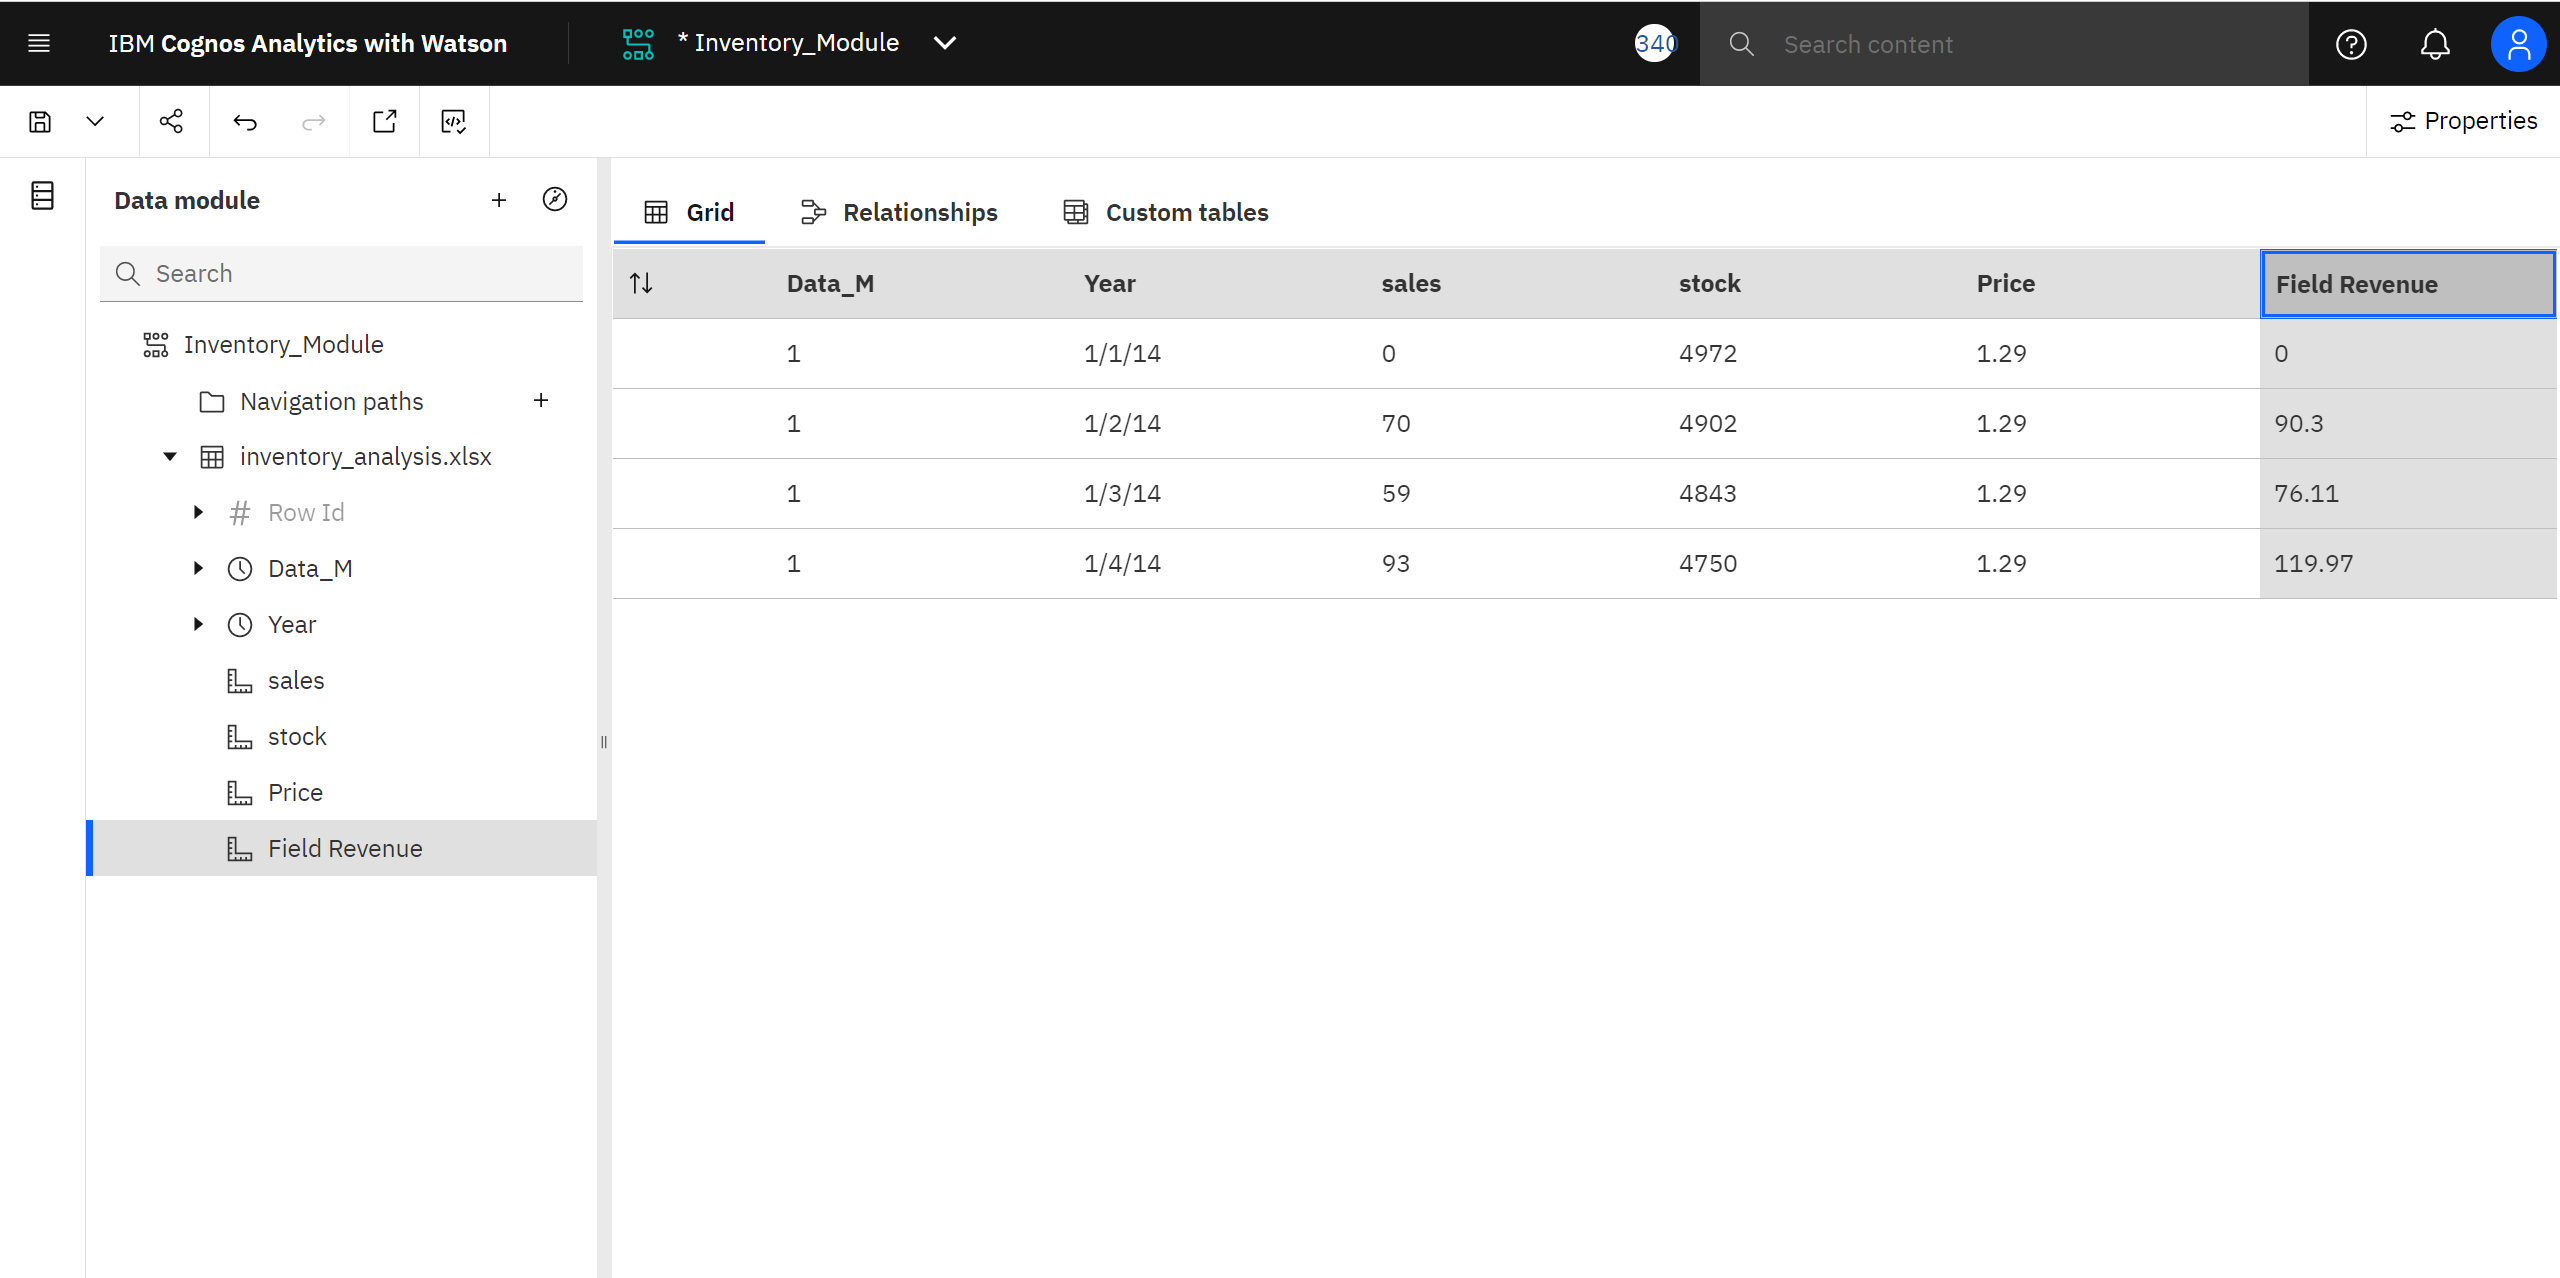 IBM Cognos Analytics with Watson
* Inventory_Module
340
Search content
Properties
Data module
Search
Inventory_Module
Navigation paths
inventory_analysis.xlsx
Row Id
Data_M
Year
sales
stock
Price
Field Revenue
Grid Relationships Custom tables
Data_M Year sales stock Price Field Revenue
1 1/1/14 0 4972 1.29 0
1 1/2/14 70 4902 1.29 90.3
1 1/3/14 59 4843 1.29 76.11
1 1/4/14 93 4750 1.29 119.97